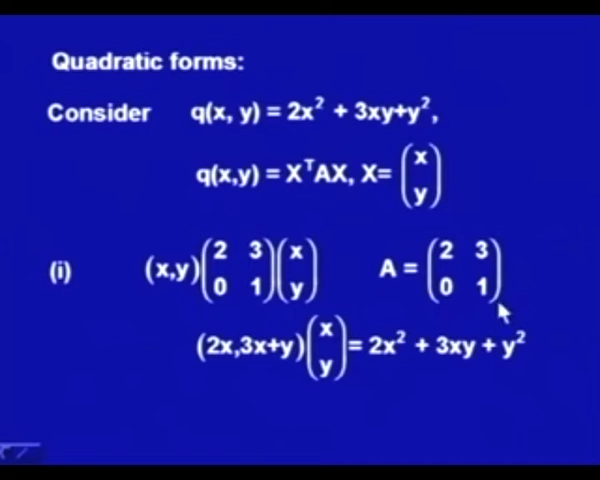 Quadratic forms:
Consider q(x, y) = 2x² + 3xy+y²,
q(x,y) = XᵀAX, X= (x y)
(i) (x,y)(2 3 0 1)(x y) A = (2 3 0 1)
(2x,3x+y)(x y)= 2x² + 3xy + y²